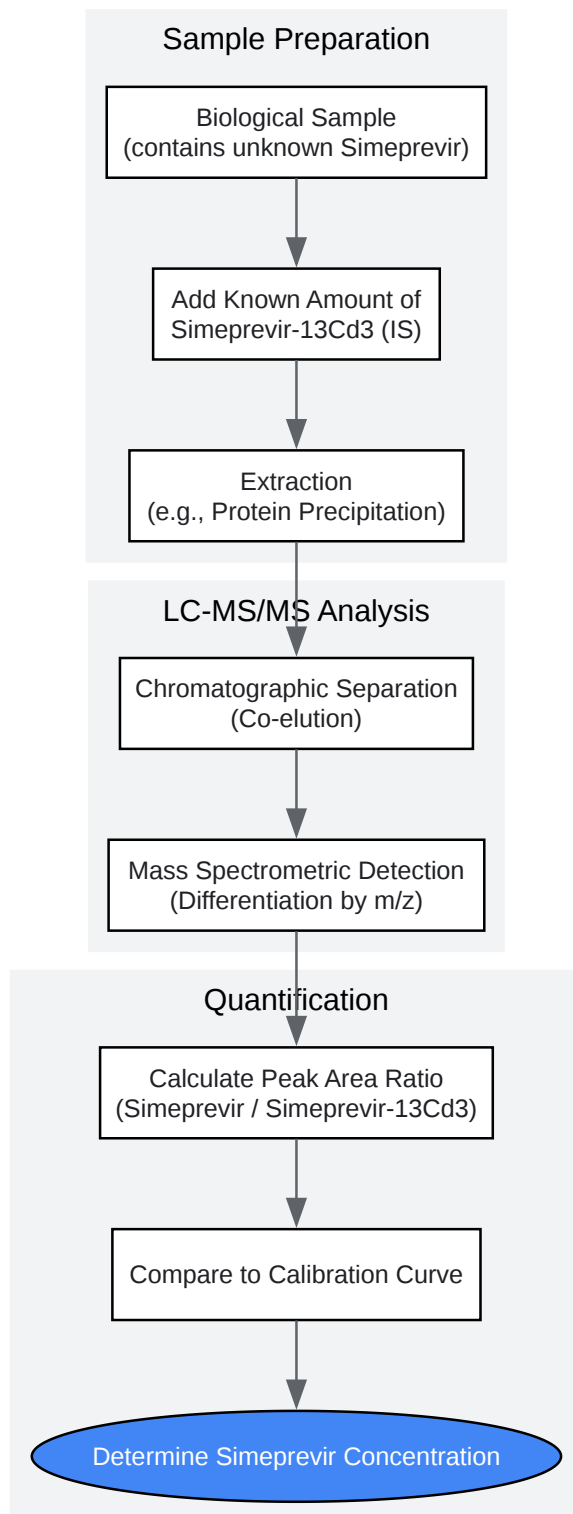 Sample Preparation
Biological Sample
(contains unknown Simeprevir)
Add Known Amount of
Simeprevir-13Cd3 (IS)
Extraction
(e.g., Protein Precipitation)
LC-MS/MS Analysis
Chromatographic Separation
(Co-elution)
Mass Spectrometric Detection
(Differentiation by m/z)
Quantification
Calculate Peak Area Ratio
(Simeprevir / Simeprevir-13Cd3)
Compare to Calibration Curve
Determine Simeprevir Concentration